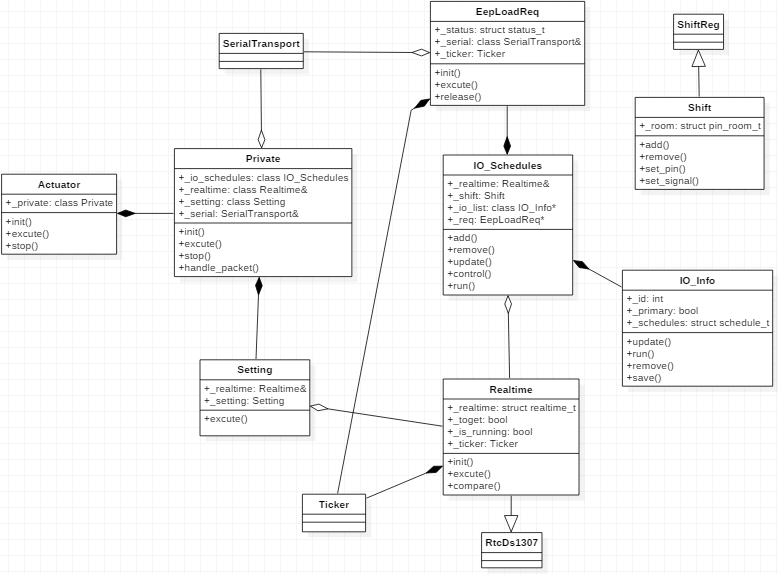 EepLoadReq
+_status: struct status_t
+_serial: class SerialTransport&
+_ticker: Ticker
+init()
+excute()
+release()
ShiftReg
SerialTransport
Shift
+_room: struct pin_room_t
+add()
+remove()
+set_pin()
+set_signal()
Private
+_io_schedules: class IO_Schedules
+_realtime: class Realtime&
+_setting: class Setting
+_serial: SerialTransport&
+init()
+excute()
+stop()
+handle_packet()
IO_Schedules
+_realtime: Realtime&
+_shift: Shift
+_io_list: class IO_Info*
+_req: EepLoadReq*
+add()
+remove()
+update()
+control()
+run()
Actuator
+_private: class Private
+init()
+excute()
+stop()
IO_Info
+_id: int
+_primary: bool
+_schedules: struct schedule_t
+update()
+run()
+remove()
+save()
Setting
+_realtime: Realtime&
+_setting: Setting
+excute()
Realtime
+_realtime: struct realtime_t
+_toget: bool
+_is_running: bool
+_ticker: Ticker
+init()
+excute()
+compare()
Ticker
RtcDs1307